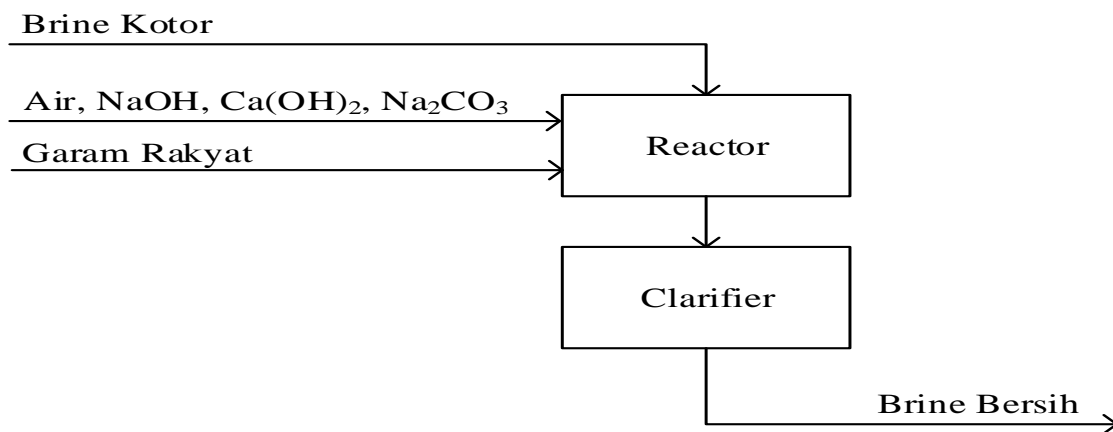 Brine Kotor
Air, NaOH, Ca(OH)₂, Na₂CO₃
Garam Rakyat
Reactor
Clarifier
Brine Bersih